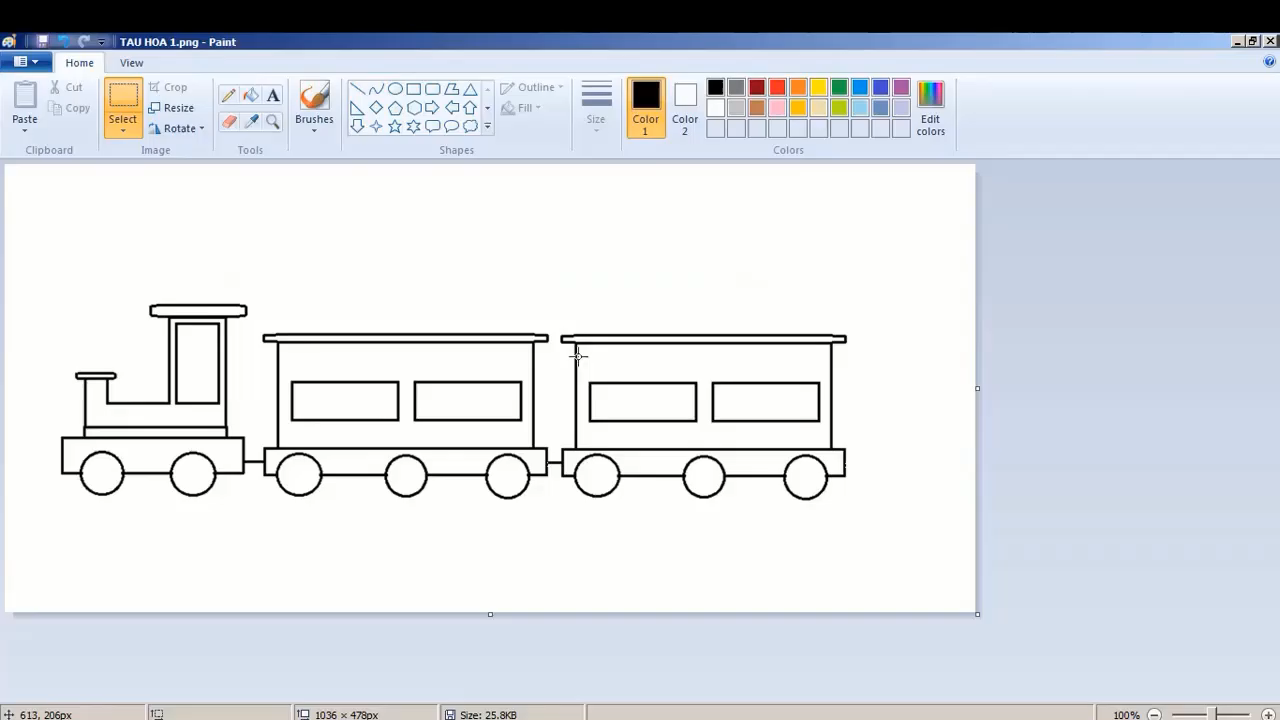 TAU HOA 1.png - Paint
Home View
Paste
Cut
Copy
Clipboard
Select
Crop
Resize
Rotate
Image
A
Tools
Brushes
Outline
Fill
Shapes
Size
Color 1
Color 2
Edit colors
Colors
613, 206px
1036 × 478px
Size: 25.8KB
100%